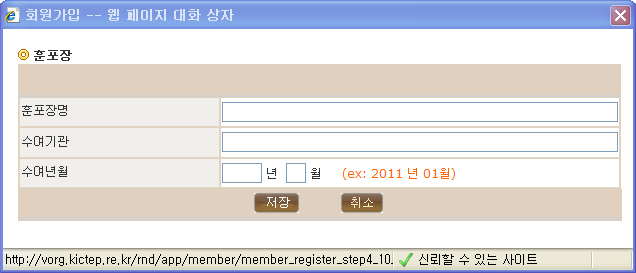 회원가입 -- 웹 페이지 대화 상자
훈포장
훈포장명
수여기관
수여년월 년 월 (ex: 2011 년 01월)
저장 취소
http://vorg.kictep.re.kr/rnd/app/member/member_register_step4_10. 신뢰할 수 있는 사이트